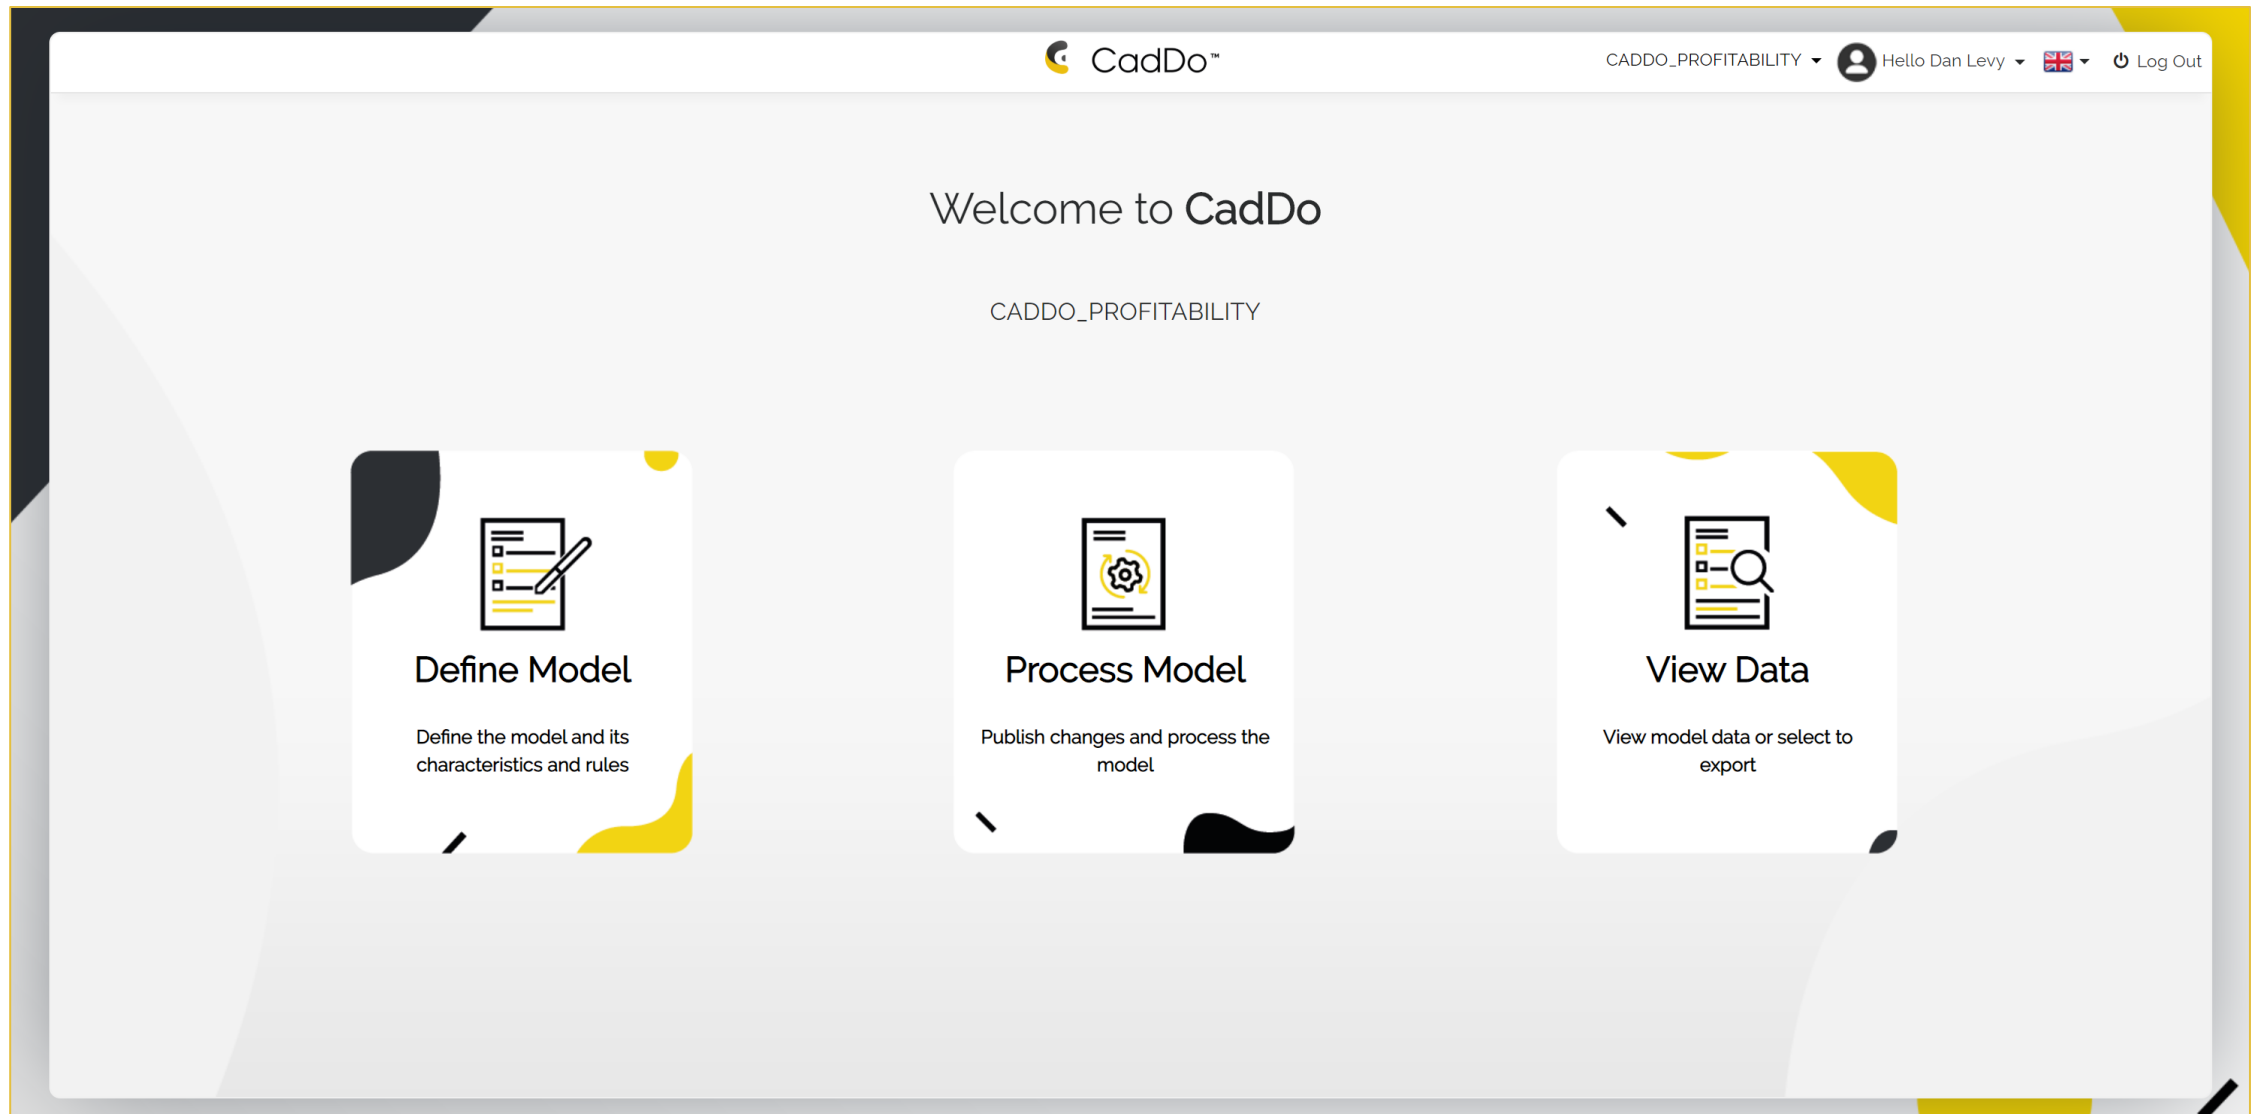 CadDo™
CADDO_PROFITABILITY
Hello Dan Levy
Log Out
Welcome to CadDo
CADDO_PROFITABILITY
Define Model
Define the model and its
characteristics and rules
Process Model
Publish changes and process the
model
View Data
View model data or select to
export